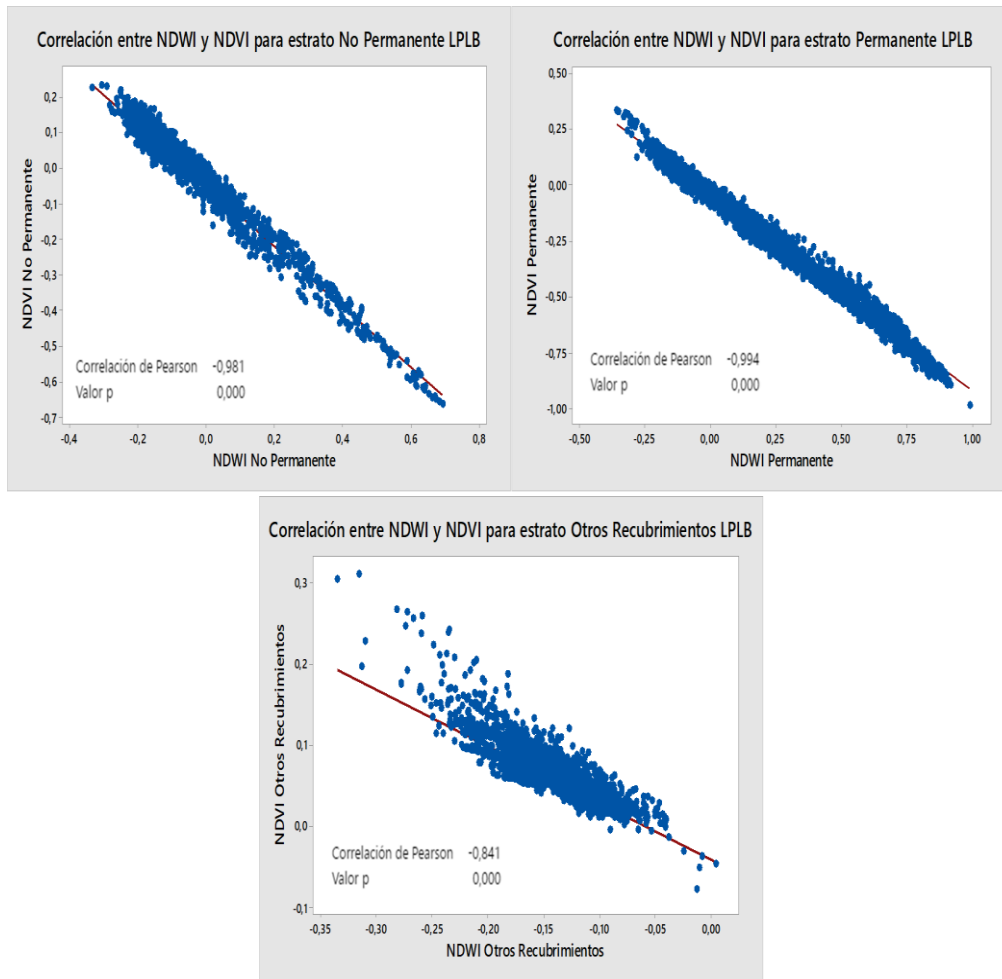 Correlación entre NDWI y NDVI para estrato No Permanente LPLB
NDVI No Permanente
0,2
0,1
0,0
-0,1
-0,2
-0,3
-0,4
-0,5
-0,6
-0,7
Correlación de Pearson -0,981
Valor p 0,000
-0,4 -0,2 0,0 0,2 0,4 0,6 0,8
NDWI No Permanente
Correlación entre NDWI y NDVI para estrato Permanente LPLB
NDVI Permanente
0,50
0,25
0,00
-0,25
-0,50
-0,75
-1,00
Correlación de Pearson -0,994
Valor p 0,000
-0,50 -0,25 0,00 0,25 0,50 0,75 1,00
NDWI Permanente
Correlación entre NDWI y NDVI para estrato Otros Recubrimientos LPLB
NDVI Otros Recubrimientos
0,3
0,2
0,1
0,0
-0,1
Correlación de Pearson -0,841
Valor p 0,000
-0,35 -0,30 -0,25 -0,20 -0,15 -0,10 -0,05 0,00
NDWI Otros Recubrimientos